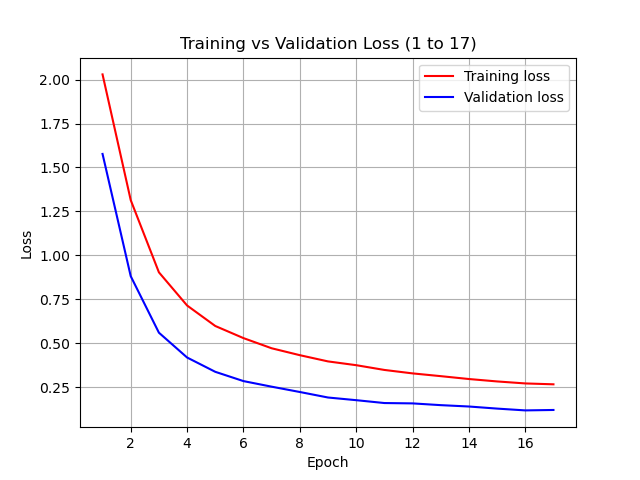 Training vs Validation Loss (1 to 17)
Training loss
Validation loss
2.00
1.75
1.50
1.25
1.00
0.75
0.50
0.25
Loss
2 4 6 8 10 12 14 16
Epoch